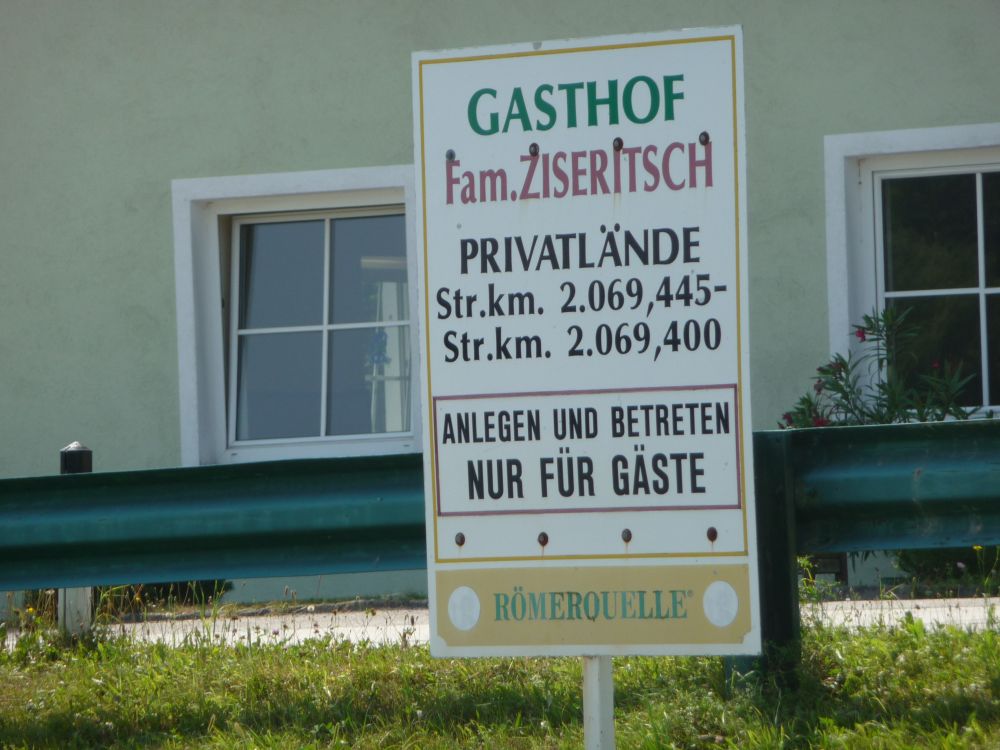 GASTHOF
Fam.ZISERITSCH
PRIVATLÄNDE
Str.km. 2.069,445-
Str.km. 2.069,400
ANLEGEN UND BETRETEN
NUR FÜR GÄSTE
RÖMERQUELLE®